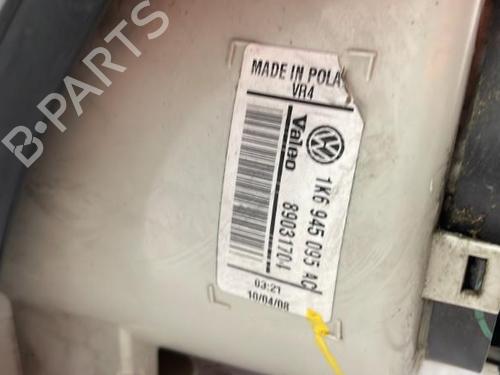 B-PARTS
MADE IN POLA
VR4
Valeo
1K6 945 095 AC
89031704
03:21
10/04/08